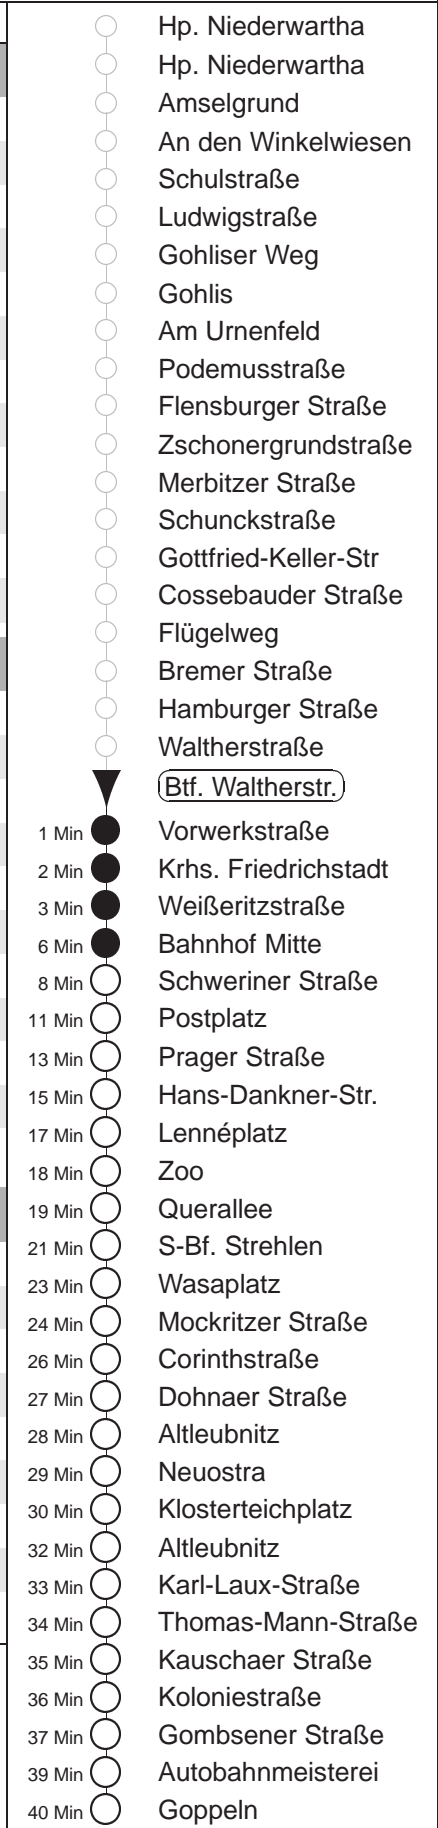 Hp. Niederwartha
Hp. Niederwartha
Amselgrund
An den Winkelwiesen
Schulstraße
Ludwigstraße
Gohliser Weg
Gohlis
Am Urnenfeld
Podemusstraße
Flensburger Straße
Zschonergrundstraße
Merbitzer Straße
Schunckstraße
Gottfried-Keller-Str
Cossebauder Straße
Flügelweg
Bremer Straße
Hamburger Straße
Waltherstraße
Btf. Waltherstr.
1 Min Vorwerkstraße
2 Min Krhs. Friedrichstadt
3 Min Weißeritzstraße
6 Min Bahnhof Mitte
8 Min Schweriner Straße
11 Min Postplatz
13 Min Prager Straße
15 Min Hans-Dankner-Str.
17 Min Lennéplatz
18 Min Zoo
19 Min Querallee
21 Min S-Bf. Strehlen
23 Min Wasaplatz
24 Min Mockritzer Straße
26 Min Corinthstraße
27 Min Dohnaer Straße
28 Min Altleubnitz
29 Min Neuostra
30 Min Klosterteichplatz
32 Min Altleubnitz
33 Min Karl-Laux-Straße
34 Min Thomas-Mann-Straße
35 Min Kauschaer Straße
36 Min Koloniestraße
37 Min Gombsener Straße
39 Min Autobahnmeisterei
40 Min Goppeln